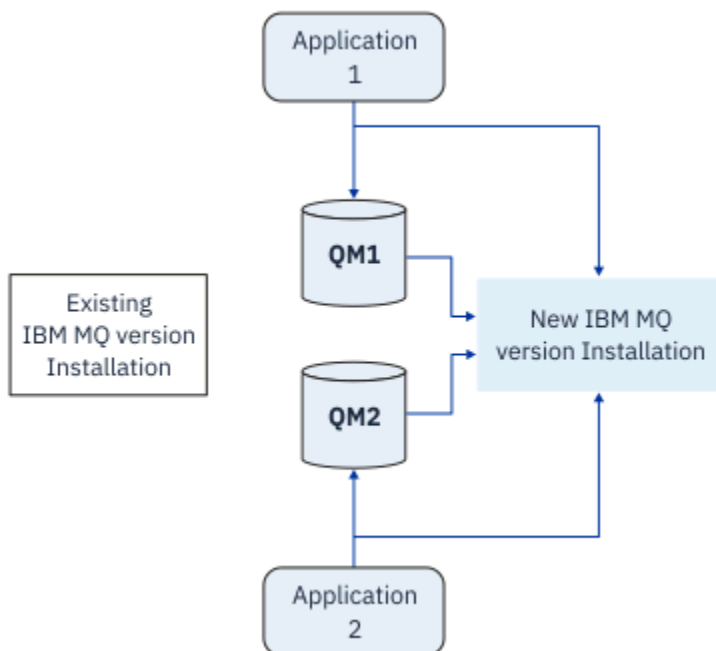 Application
1
QM1
Existing
IBM MQ version
Installation
New IBM MQ
version Installation
QM2
Application
2